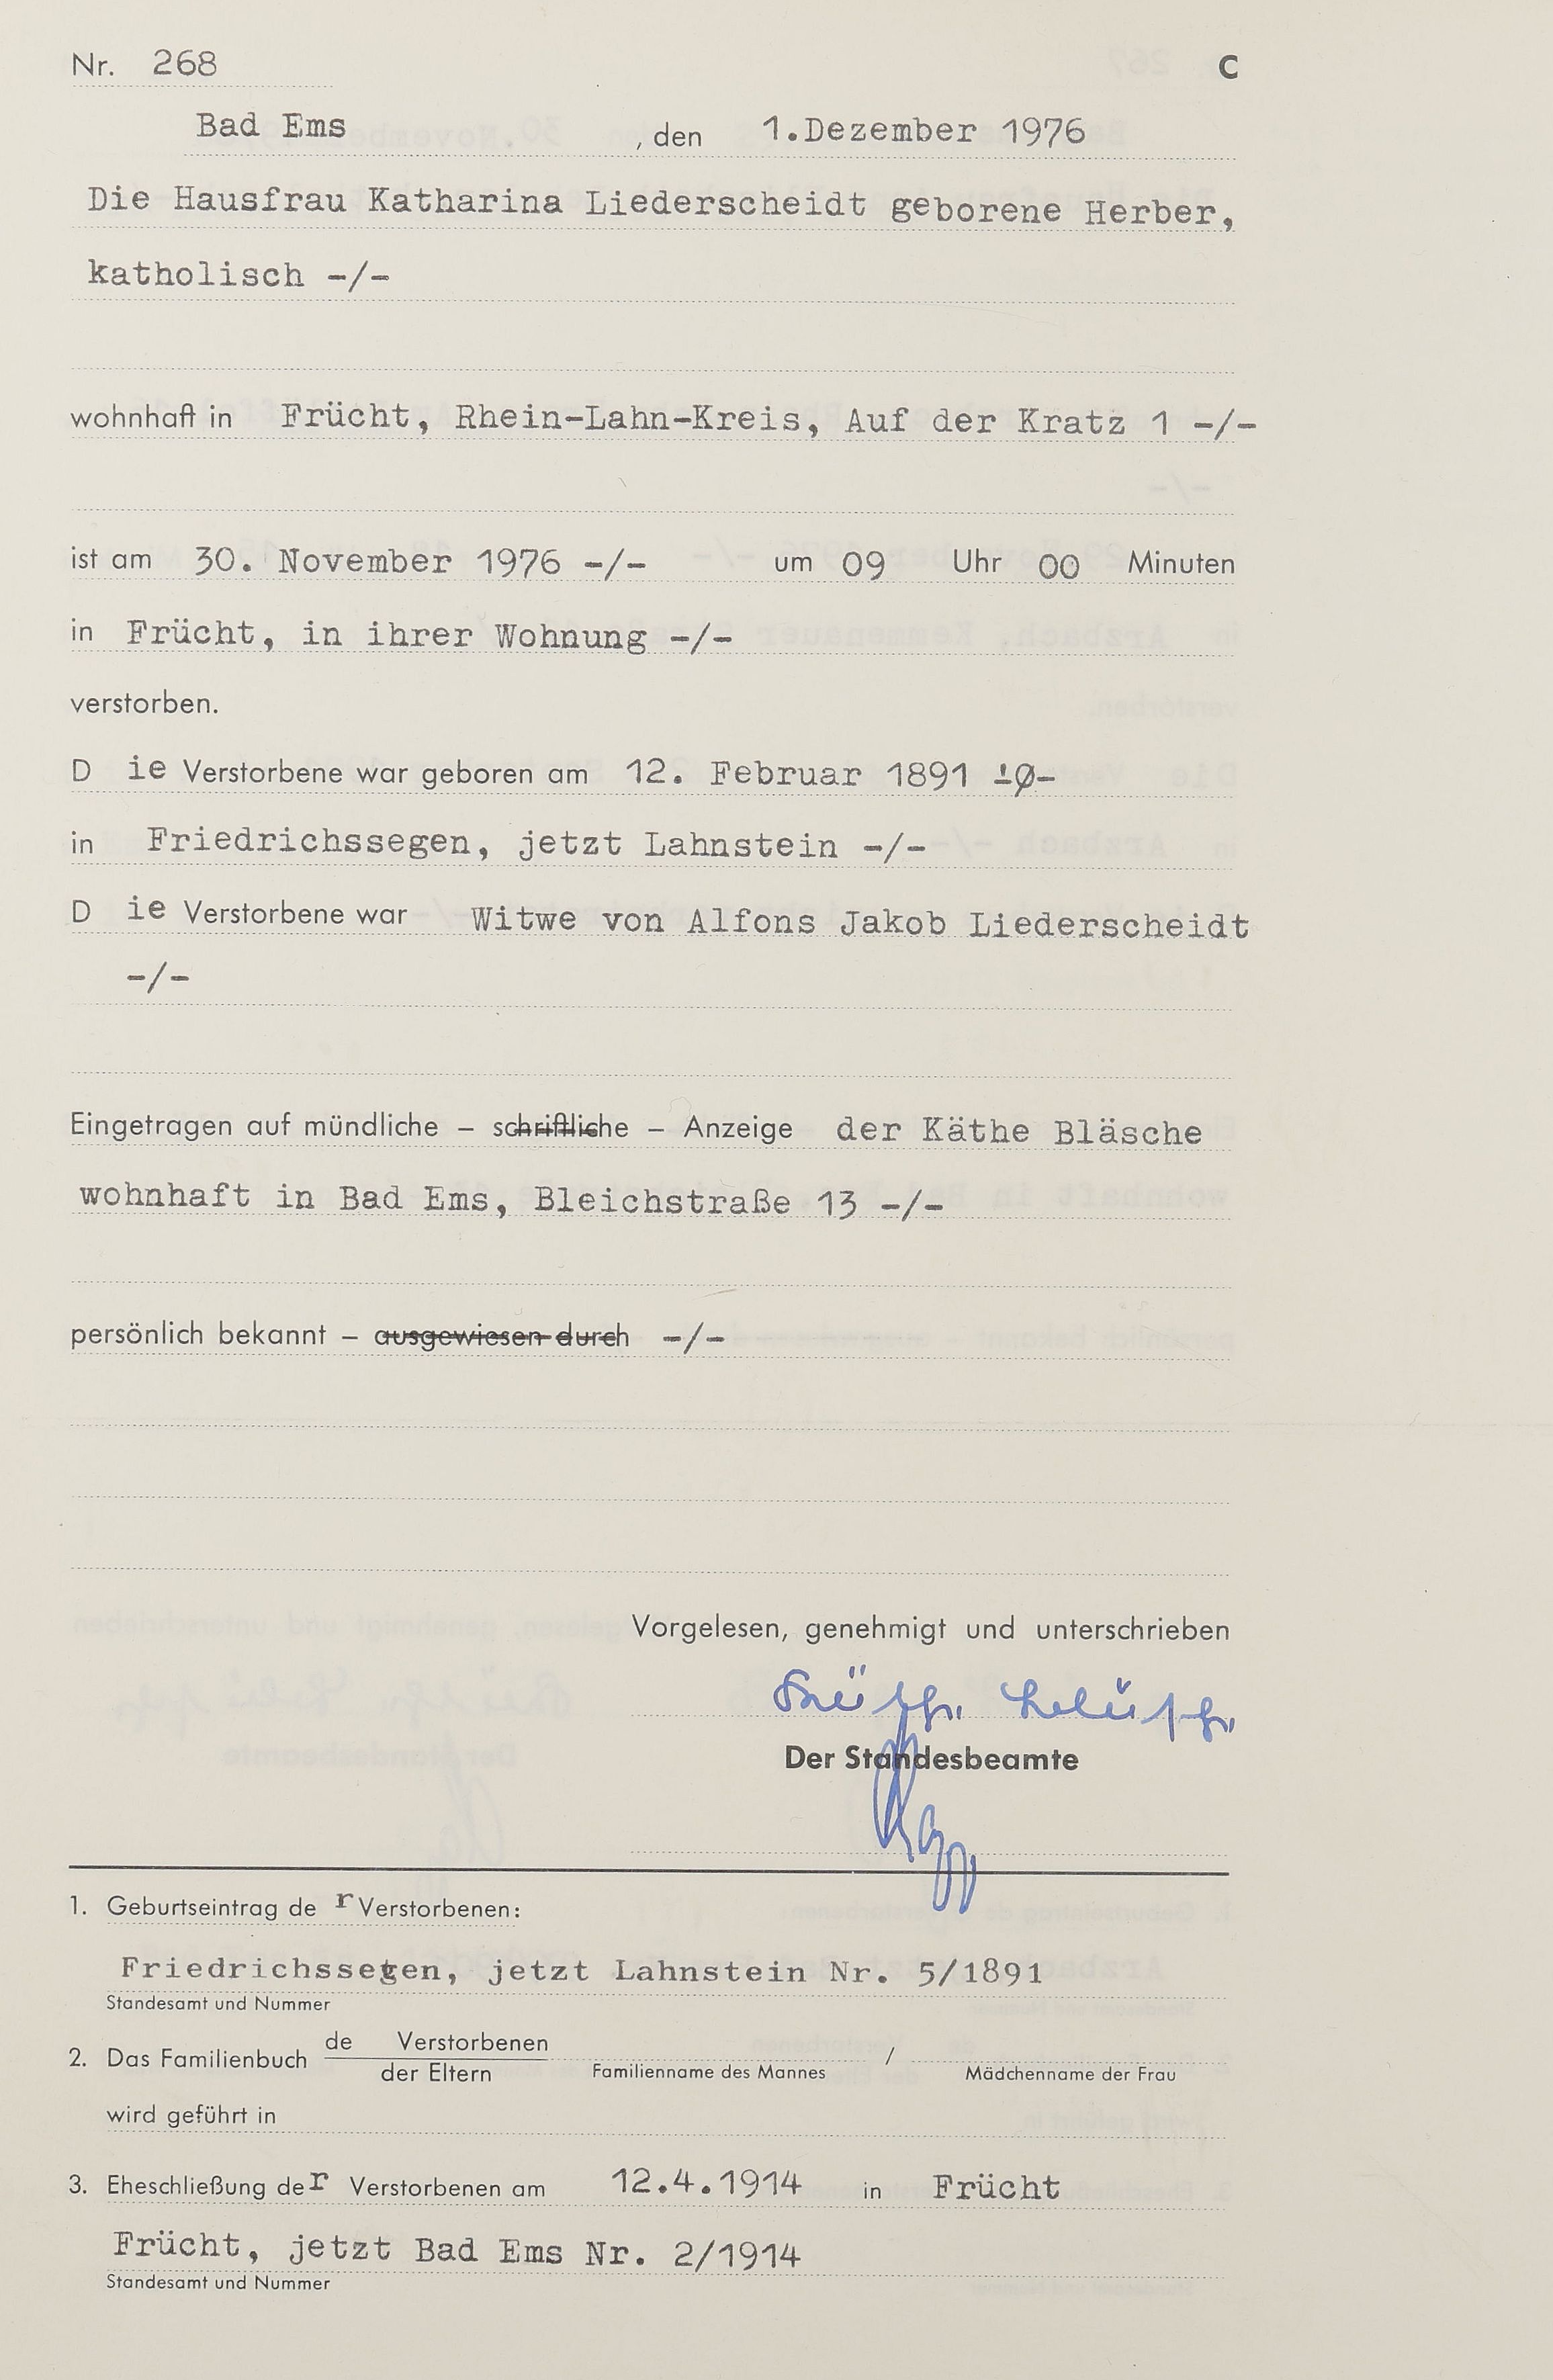 Nr. 268 C
Bad Ems , den 1.Dezember 1976
Die Hausfrau Katharina Liederscheidt geborene Herber,
katholisch -/-
wohnhaft in Frücht, Rhein-Lahn-Kreis, Auf der Kratz 1 -/-
ist am 30. November 1976 -/- um 09 Uhr 00 Minuten
in Frücht, in ihrer Wohnung -/-
verstorben.
D ie Verstorbene war geboren am 12. Februar 1891
in Friedrichssegen, jetzt Lahnstein -/-
D ie Verstorbene war Witwe von Alfons Jakob Liederscheidt
-/-
Eingetragen auf mündliche – schriftliche – Anzeige der Käthe Bläsche
wohnhaft in Bad Ems, Bleichstraße 13 -/-
persönlich bekannt – ausgewiesen durch -/-
Vorgelesen, genehmigt und unterschrieben
Der Standesbeamte
1. Geburtseintrag de r Verstorbenen:
Friedrichssegen, jetzt Lahnstein Nr. 5/1891
Standesamt und Nummer
de Verstorbenen
2. Das Familienbuch /
der Eltern Familienname des Mannes Mädchenname der Frau
wird geführt in
3. Eheschließung der Verstorbenen am 12.4.1914 in Frücht
Frücht, jetzt Bad Ems Nr. 2/1914
Standesamt und Nummer